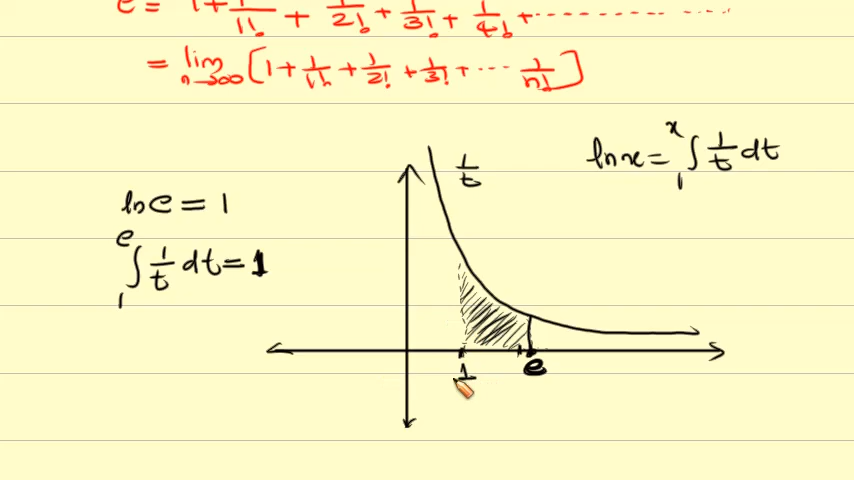 e = 1 + 1/1! + 1/2! + 1/3! + 1/4! + ............
= lim n→∞ [1 + 1/1! + 1/2! + 1/3! + ... 1/n!]
ln x = ∫₁ˣ 1/t dt
1/t
ln e = 1
∫₁ᵉ 1/t dt = 1
1 e